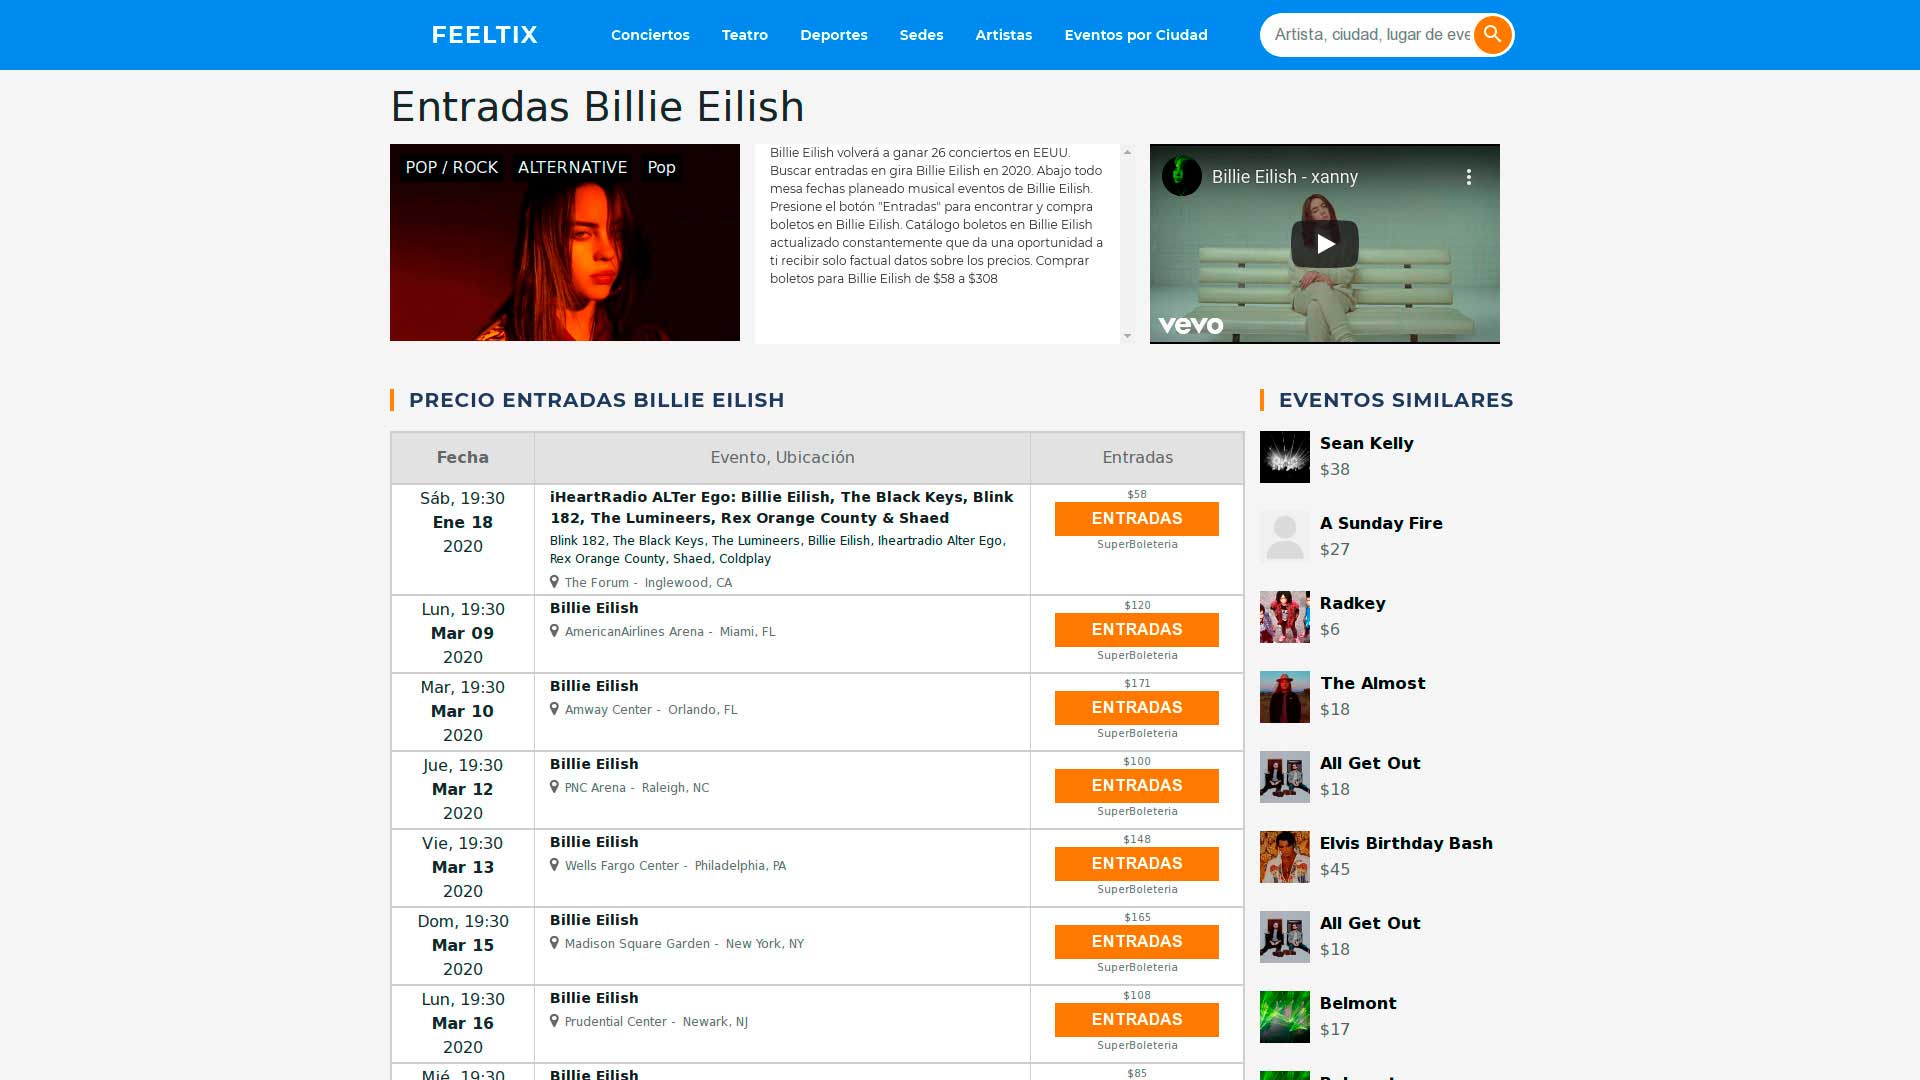 FEELTIX
Conciertos
Teatro
Deportes
Sedes
Artistas
Eventos por Ciudad
Artista, ciudad, lugar de eve
Entradas Billie Eilish
POP / ROCK
ALTERNATIVE
Pop
Billie Eilish volverá a ganar 26 conciertos en EEUU.
Buscar entradas en gira Billie Eilish en 2020. Abajo todo
mesa fechas planeado musical eventos de Billie Eilish.
Presione el botón "Entradas" para encontrar y compra
boletos en Billie Eilish. Catálogo boletos en Billie Eilish
actualizado constantemente que da una oportunidad a
ti recibir solo factual datos sobre los precios. Comprar
boletos para Billie Eilish de $58 a $308
Billie Eilish - xanny
vevo
PRECIO ENTRADAS BILLIE EILISH
Fecha
Evento, Ubicación
Entradas
Sáb, 19:30
Ene 18
2020
iHeartRadio ALTer Ego: Billie Eilish, The Black Keys, Blink
182, The Lumineers, Rex Orange County & Shaed
Blink 182, The Black Keys, The Lumineers, Billie Eilish, Iheartradio Alter Ego,
Rex Orange County, Shaed, Coldplay
The Forum - Inglewood, CA
$58
ENTRADAS
SuperBoleteria
Lun, 19:30
Mar 09
2020
Billie Eilish
AmericanAirlines Arena - Miami, FL
$120
ENTRADAS
SuperBoleteria
Mar, 19:30
Mar 10
2020
Billie Eilish
Amway Center - Orlando, FL
$171
ENTRADAS
SuperBoleteria
Jue, 19:30
Mar 12
2020
Billie Eilish
PNC Arena - Raleigh, NC
$100
ENTRADAS
SuperBoleteria
Vie, 19:30
Mar 13
2020
Billie Eilish
Wells Fargo Center - Philadelphia, PA
$148
ENTRADAS
SuperBoleteria
Dom, 19:30
Mar 15
2020
Billie Eilish
Madison Square Garden - New York, NY
$165
ENTRADAS
SuperBoleteria
Lun, 19:30
Mar 16
2020
Billie Eilish
Prudential Center - Newark, NJ
$108
ENTRADAS
SuperBoleteria
Mié, 19:30
Billie Eilish
$85
EVENTOS SIMILARES
Sean Kelly
$38
A Sunday Fire
$27
Radkey
$6
The Almost
$18
All Get Out
$18
Elvis Birthday Bash
$45
All Get Out
$18
Belmont
$17